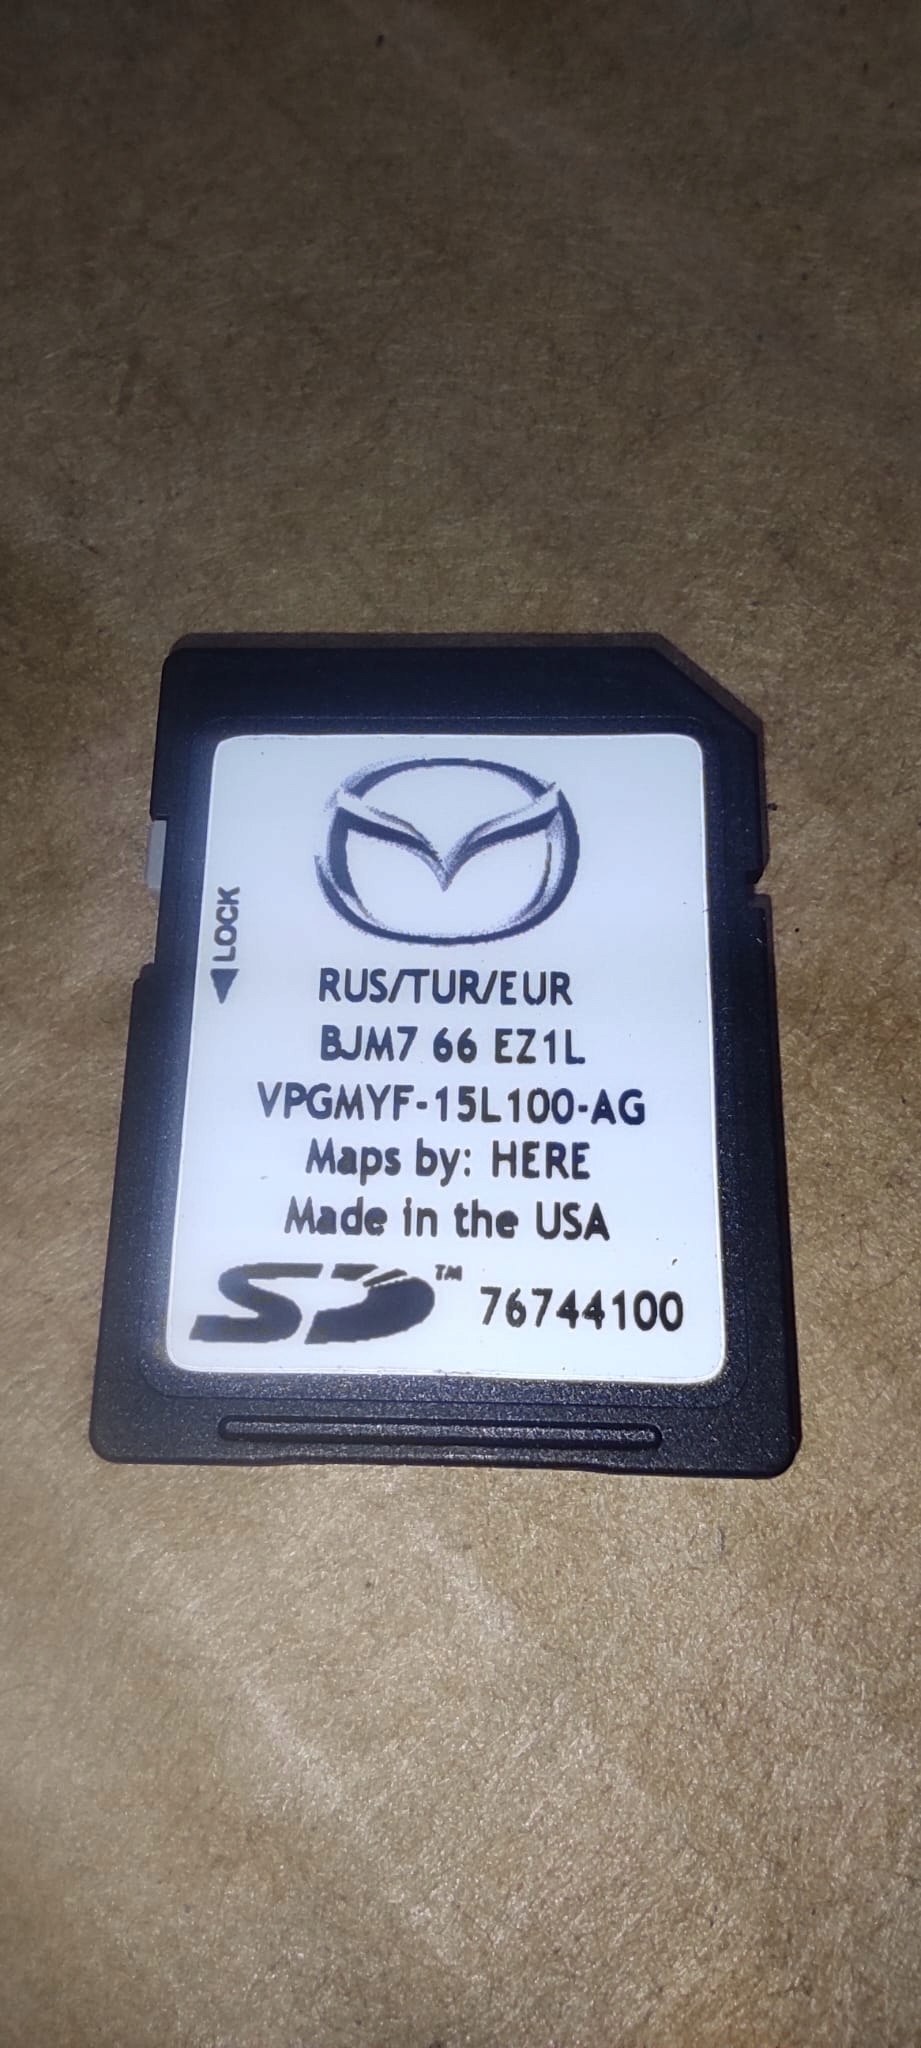 LOCK
RUS/TUR/EUR
BJM7 66 EZ1L
VPGMYF-15L100-AG
Maps by: HERE
Made in the USA
SD™ 76744100